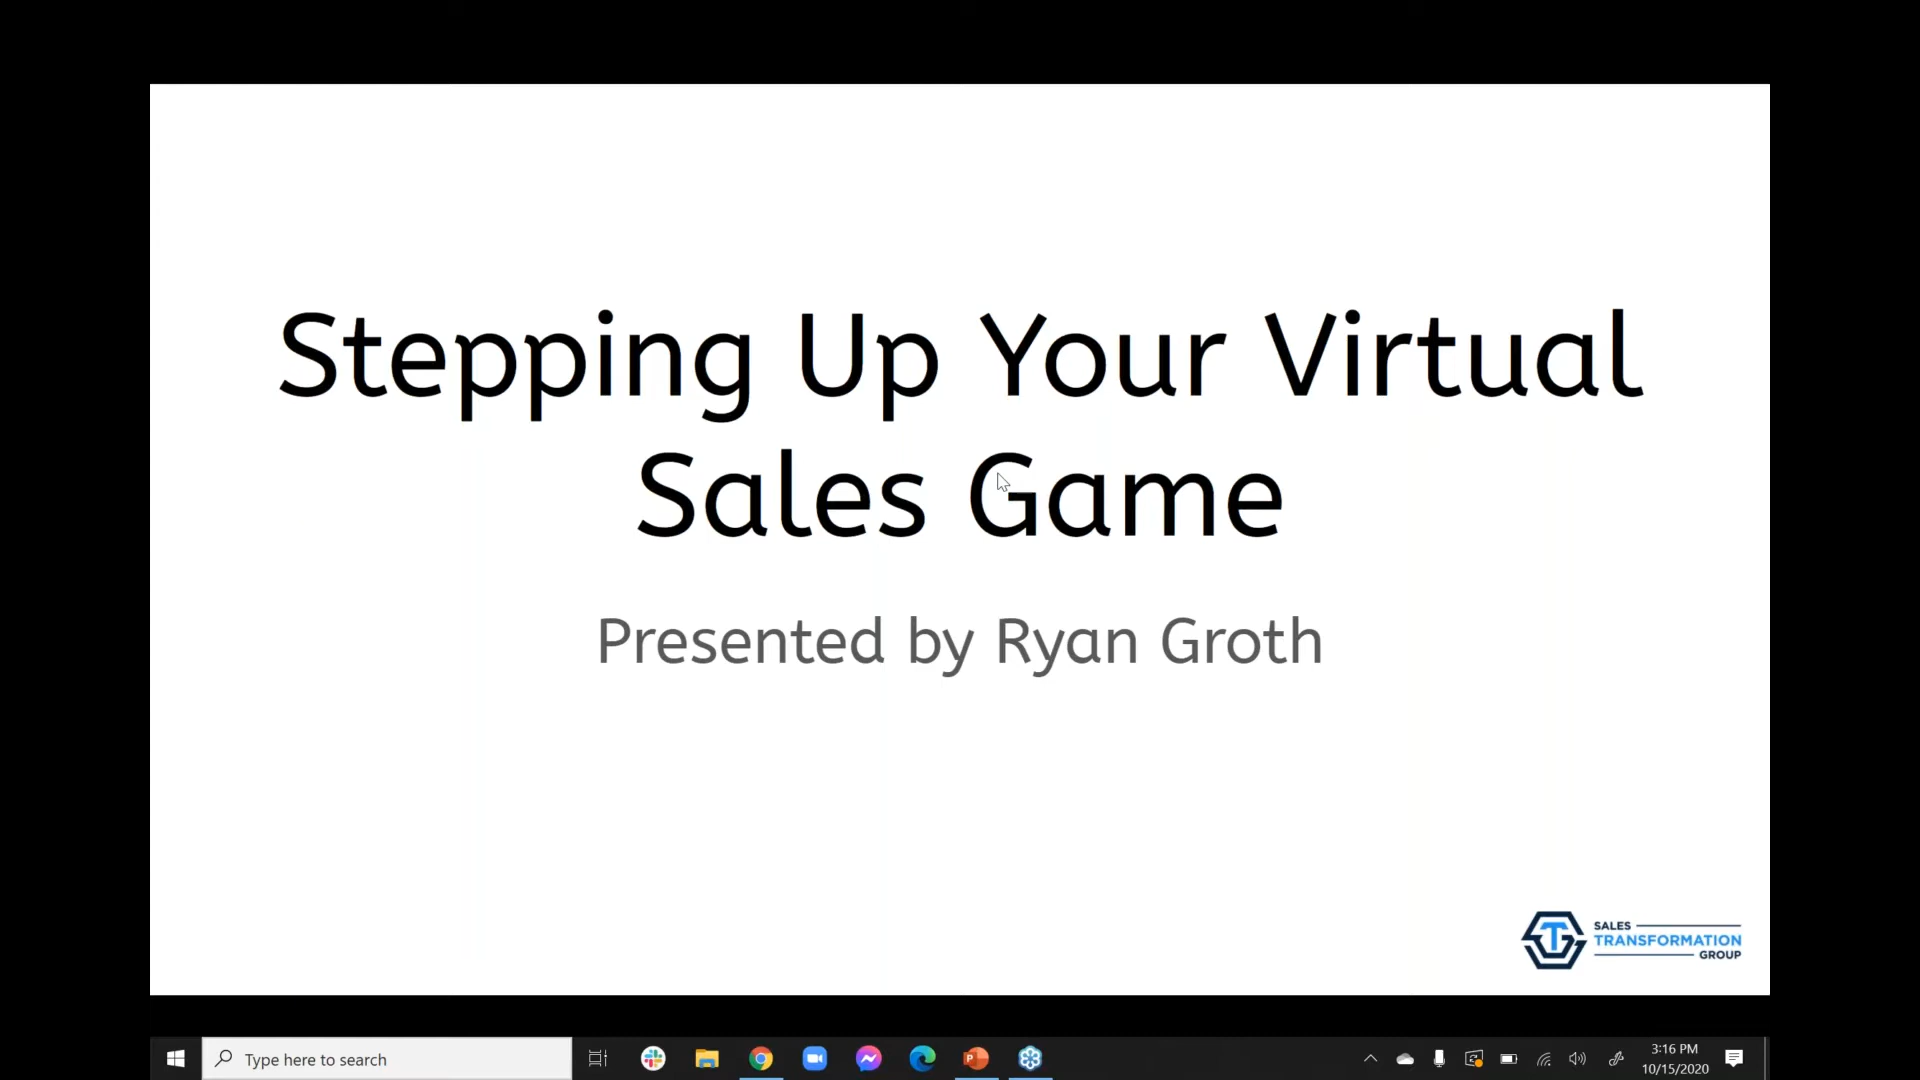 Stepping Up Your Virtual
Sales Game
Presented by Ryan Groth
SALES
TRANSFORMATION
GROUP
Type here to search
3:16 PM
10/15/2020